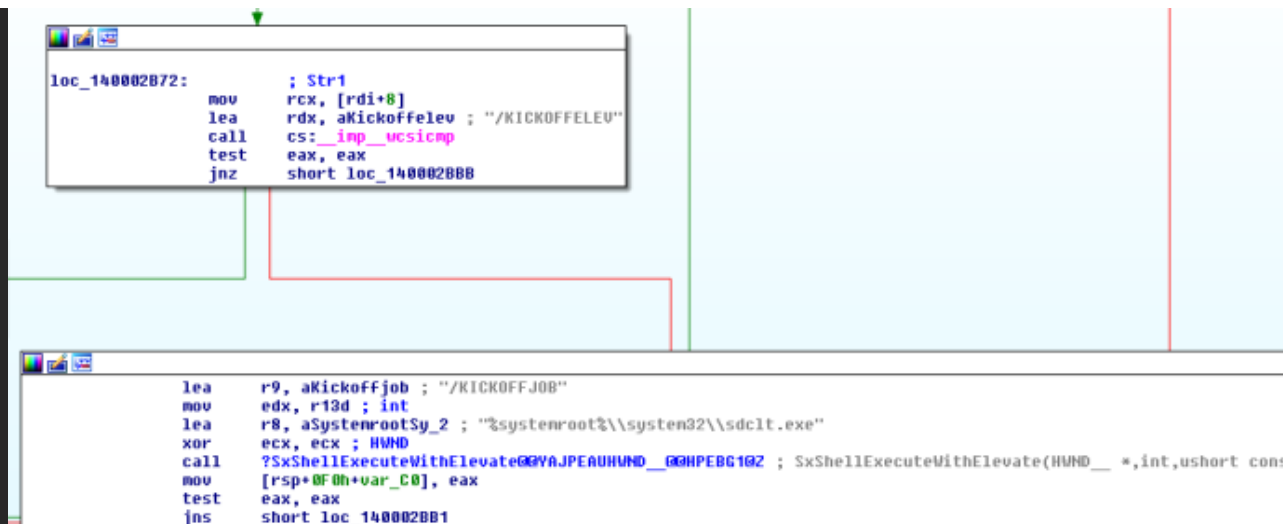 loc_140002B72: ; Str1
mov rcx, [rdi+8]
lea rdx, aKickoffelev ; "/KICKOFFELEV"
call cs:__imp__wcsicmp
test eax, eax
jnz short loc_140002BBB
lea r9, aKickoffjob ; "/KICKOFFJOB"
mov edx, r13d ; int
lea r8, aSystemrootSy_2 ; "%systemroot%\\system32\\sdclt.exe"
xor ecx, ecx ; HWND
call ?SxShellExecuteWithElevate@@YAJPEAUHWND__@@HPEBG1@Z ; SxShellExecuteWithElevate(HWND__ *,int,ushort cons
mov [rsp+0F0h+var_C0], eax
test eax, eax
jns short loc_140002BB1